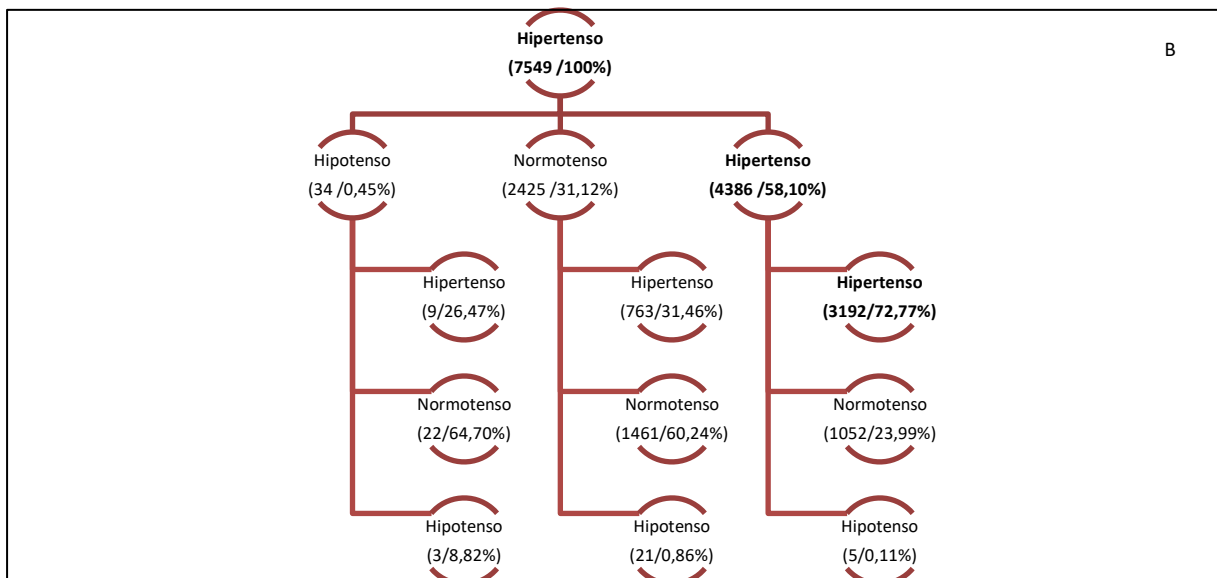 Hipertenso
(7549 /100%)
B
Hipotenso
(34 /0,45%)
Normotenso
(2425 /31,12%)
Hipertenso
(4386 /58,10%)
Hipertenso
(9/26,47%)
Hipertenso
(763/31,46%)
Hipertenso
(3192/72,77%)
Normotenso
(22/64,70%)
Normotenso
(1461/60,24%)
Normotenso
(1052/23,99%)
Hipotenso
(3/8,82%)
Hipotenso
(21/0,86%)
Hipotenso
(5/0,11%)